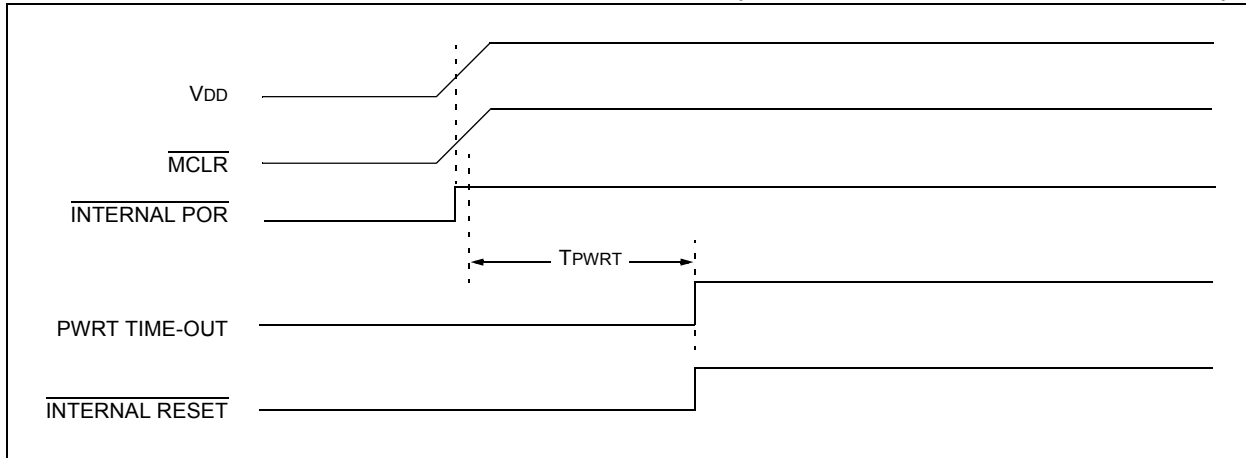 VDD
MCLR
INTERNAL POR
TPWRT
PWRT TIME-OUT
INTERNAL RESET